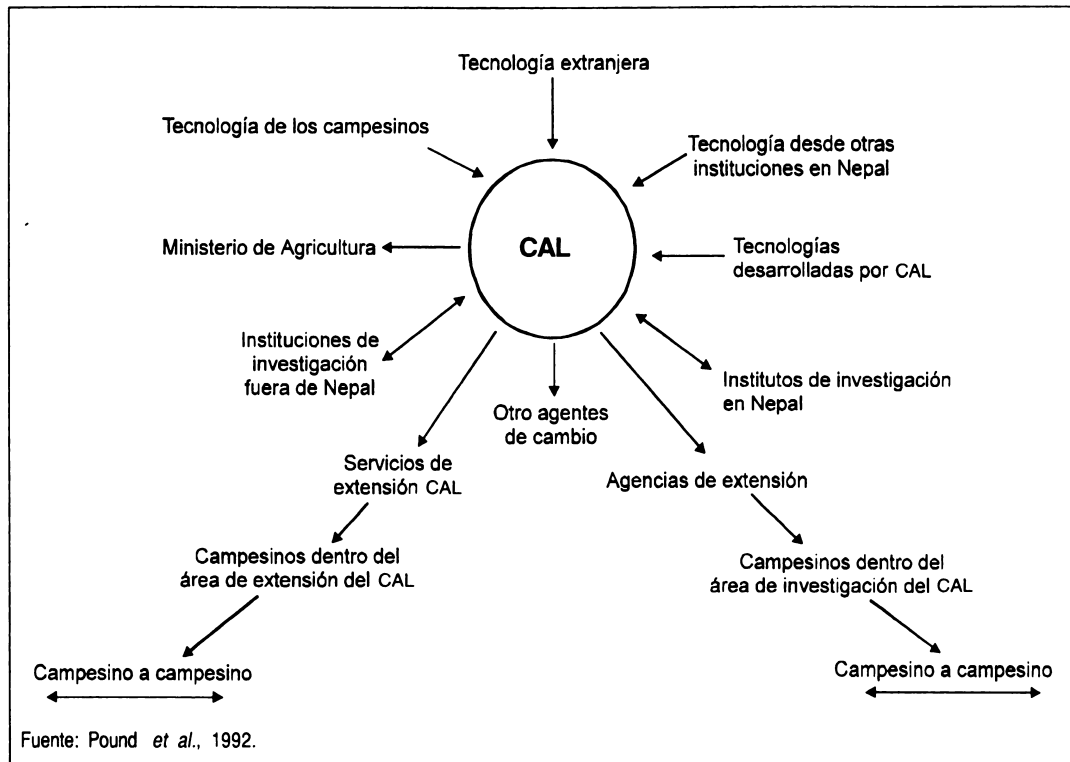 Tecnología extranjera
Tecnología de los campesinos
Tecnología desde otras
instituciones en Nepal
CAL
Ministerio de Agricultura
Tecnologías
desarrolladas por CAL
Instituciones de
investigación
fuera de Nepal
Institutos de investigación
en Nepal
Otro agentes
de cambio
Servicios de
extensión CAL
Agencias de extensión
Campesinos dentro del
área de extensión del CAL
Campesinos dentro del
área de investigación del CAL
Campesino a campesino
Campesino a campesino
Fuente: Pound et al., 1992.